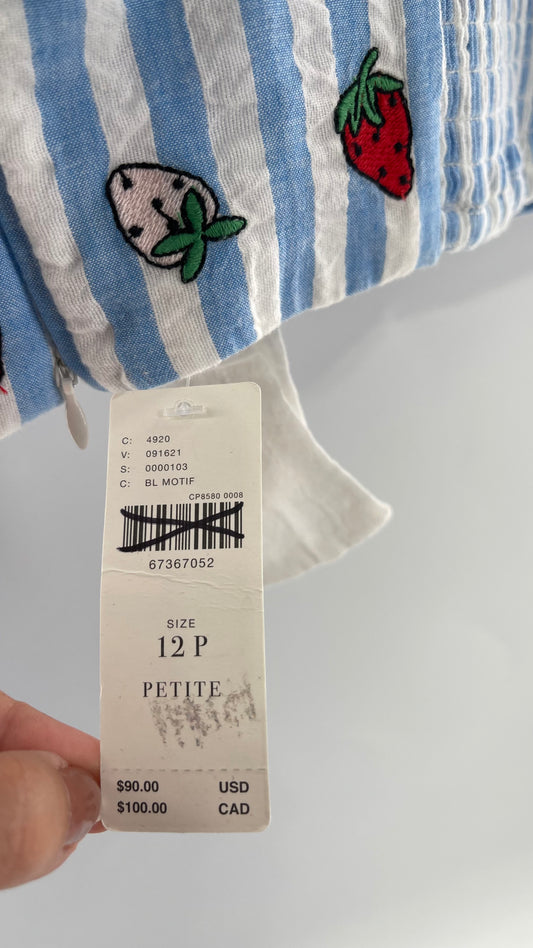 C: 4920
V: 091621
S: 0000103
C: BL MOTIF
CP8580 0008
67367052
SIZE
12 P
PETITE
$90.00 USD
$100.00 CAD